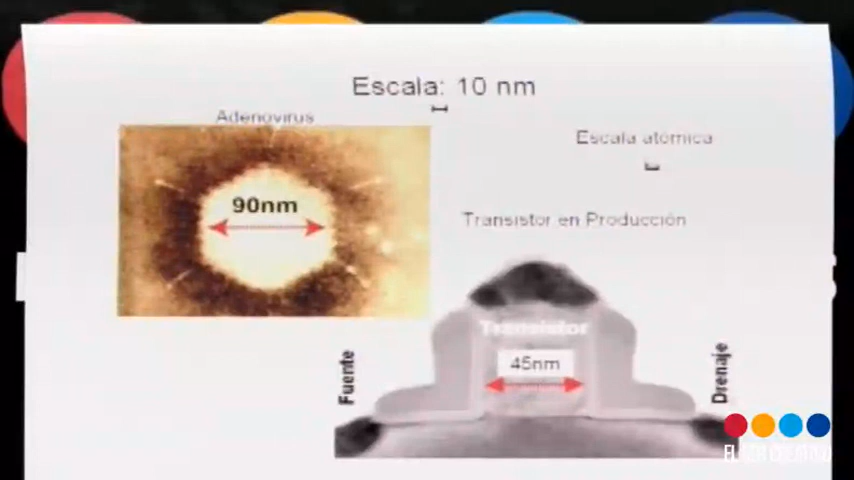 Escala: 10 nm
Adenovirus
Escala atómica
90nm
Transistor en Producción
Transistor
45nm
Fuente
Drenaje